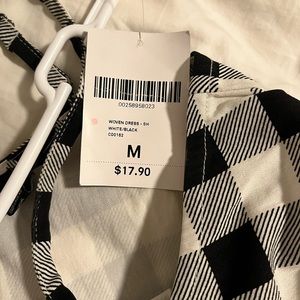 00258958023
WOVEN DRESS - SH
WHITE/BLACK
C00162
M
$17.90